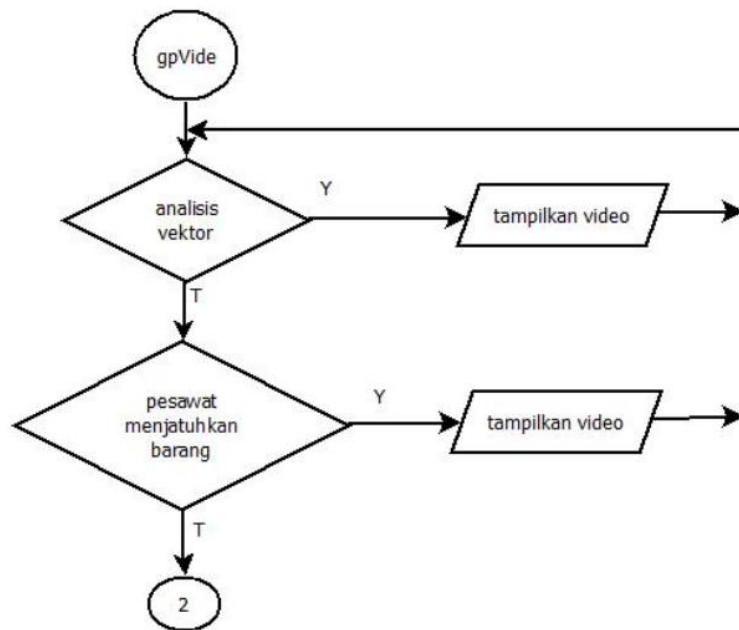 gpVide
analisis
vektor
Y
tampilkan video
T
pesawat
menjatuhkan
barang
Y
tampilkan video
T
2